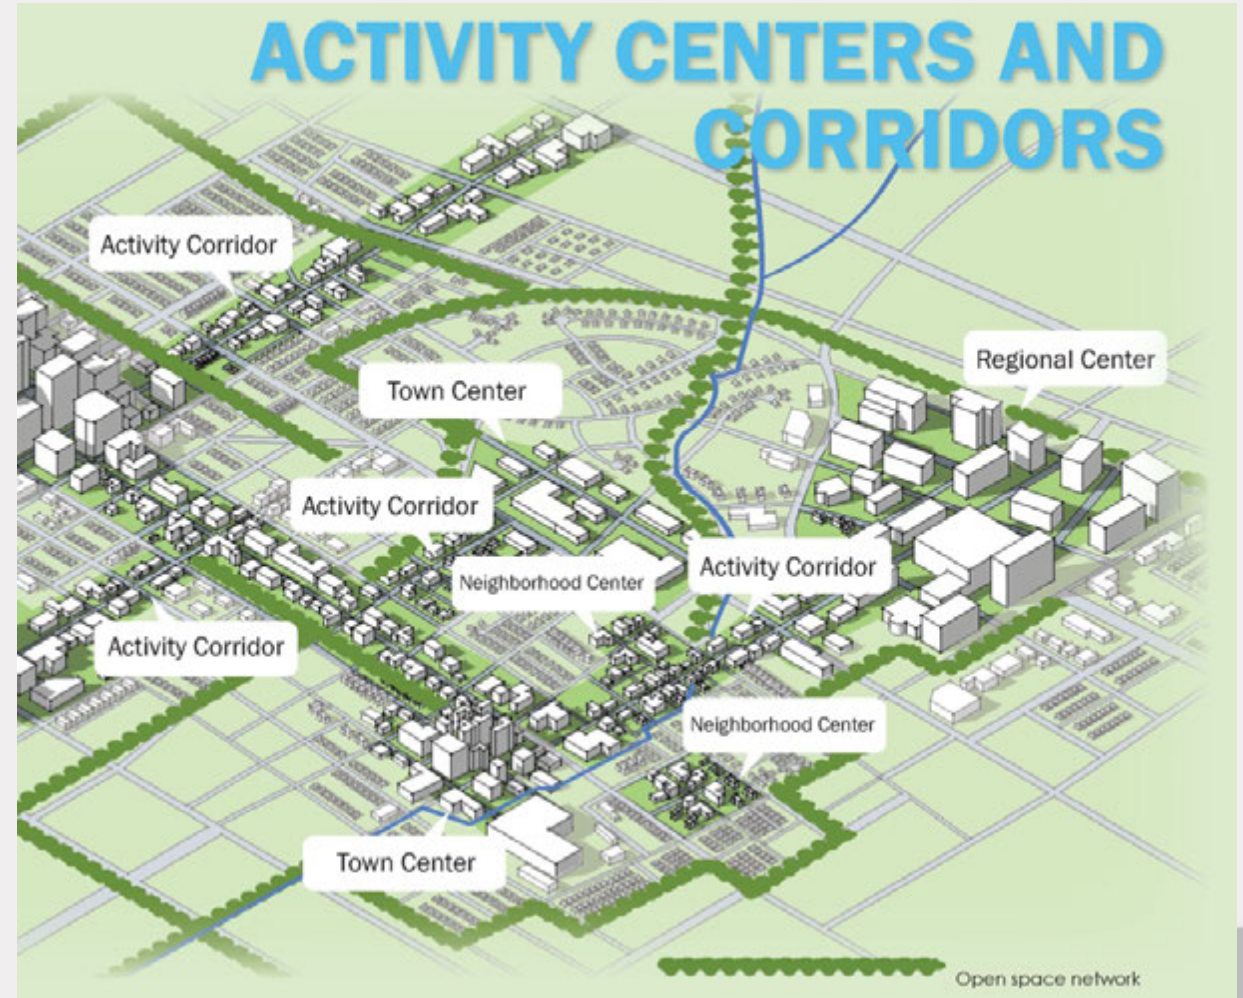 ACTIVITY CENTERS AND
CORRIDORS
Activity Corridor
Regional Center
Town Center
Activity Corridor
Neighborhood Center
Activity Corridor
Activity Corridor
Neighborhood Center
Town Center
Open space network